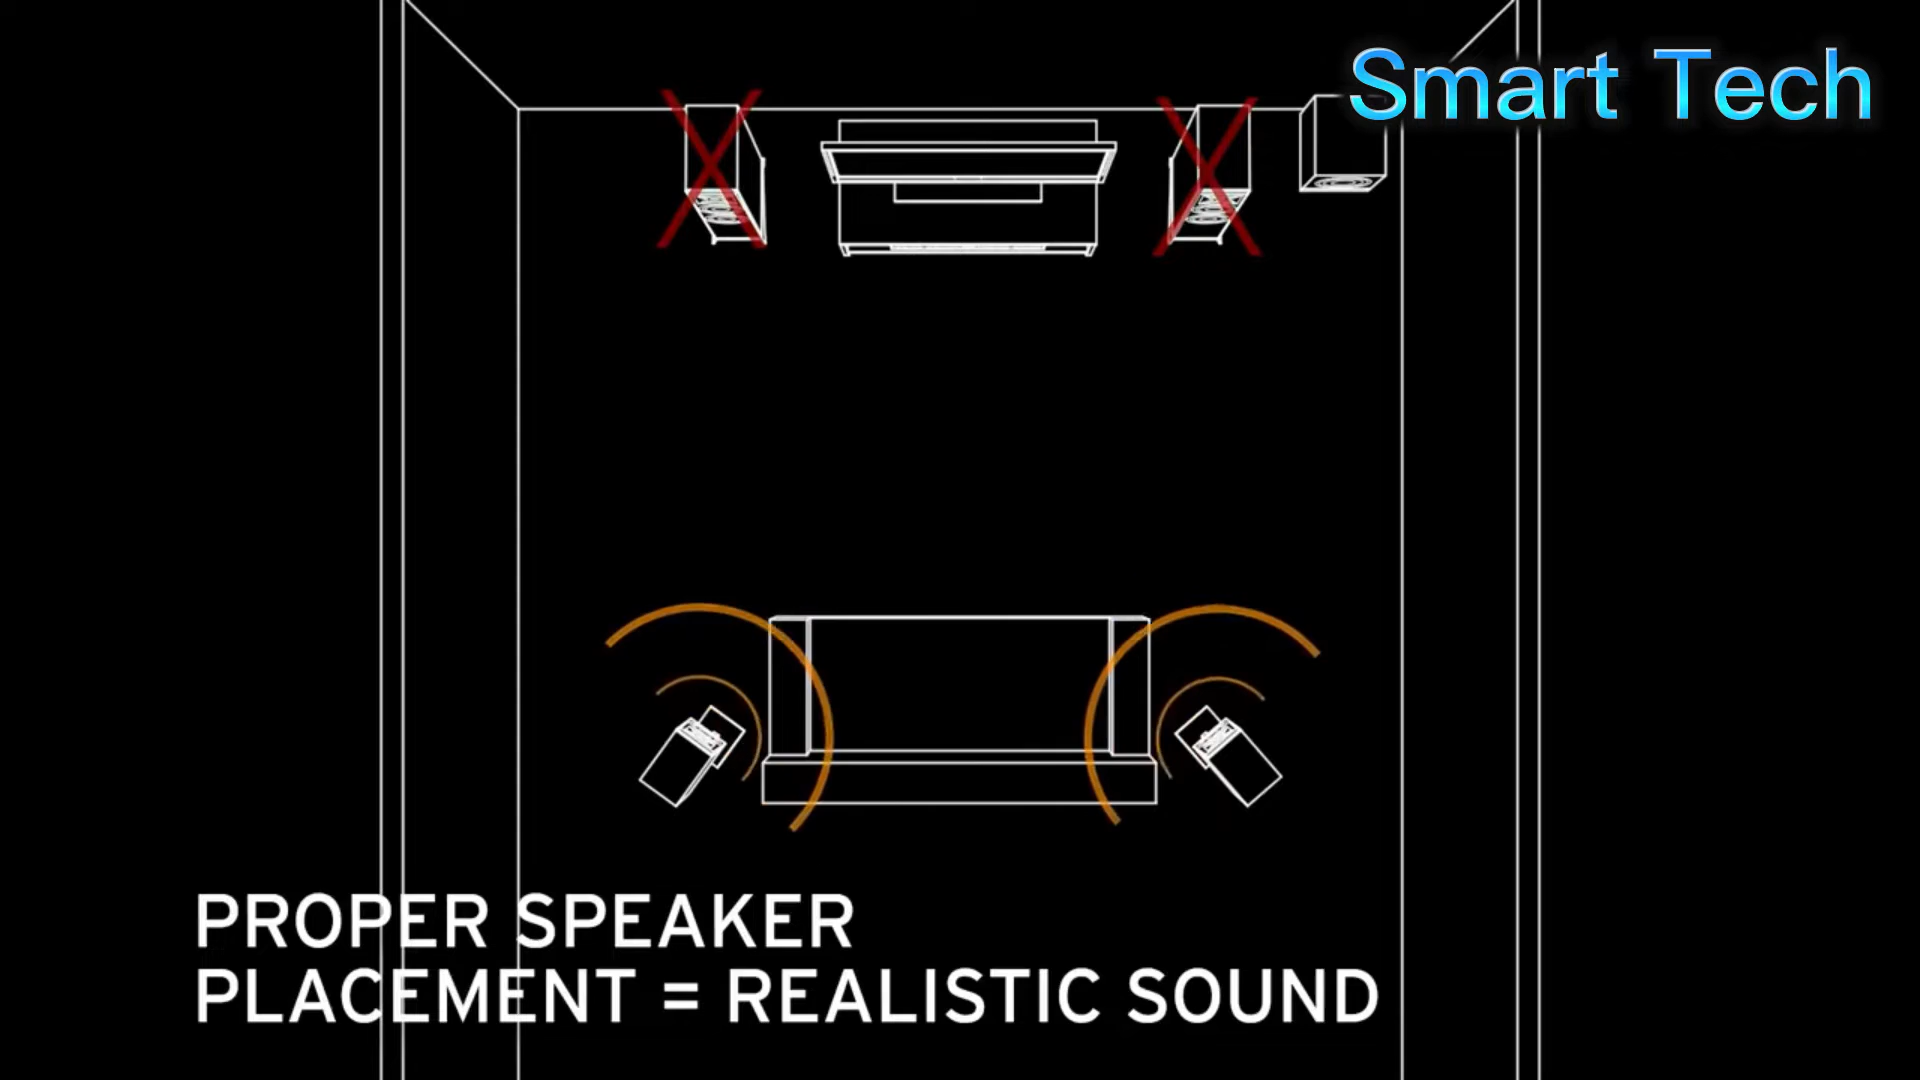 Smart Tech
PROPER SPEAKER
PLACEMENT = REALISTIC SOUND